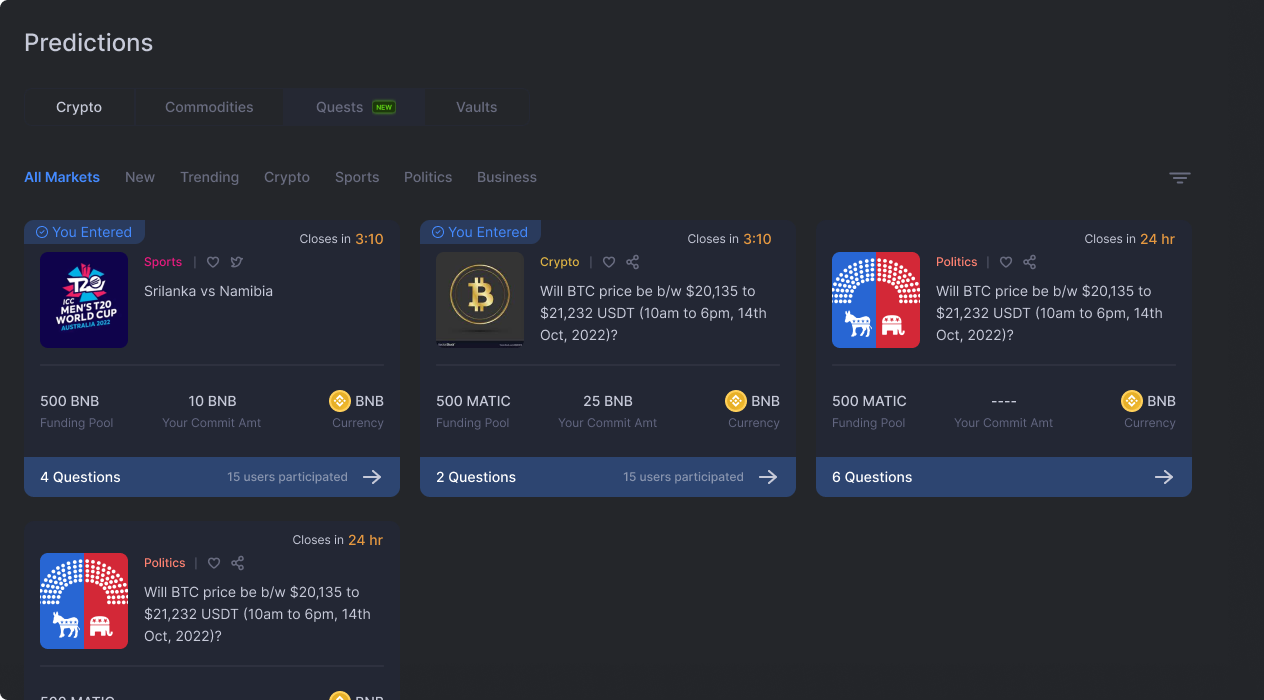 Predictions
Crypto Commodities Quests NEW Vaults
All Markets New Trending Crypto Sports Politics Business
You Entered
Closes in 3:10
Sports |
T20
ICC
MEN'S T20
WORLD CUP
AUSTRALIA 2022
Srilanka vs Namibia
500 BNB 10 BNB BNB
Funding Pool Your Commit Amt Currency
4 Questions 15 users participated
You Entered
Closes in 3:10
Crypto |
Will BTC price be b/w $20,135 to
$21,232 USDT (10am to 6pm, 14th
Oct, 2022)?
500 MATIC 25 BNB BNB
Funding Pool Your Commit Amt Currency
2 Questions 15 users participated
Closes in 24 hr
Politics |
Will BTC price be b/w $20,135 to
$21,232 USDT (10am to 6pm, 14th
Oct, 2022)?
500 MATIC ---- BNB
Funding Pool Your Commit Amt Currency
6 Questions
Closes in 24 hr
Politics |
Will BTC price be b/w $20,135 to
$21,232 USDT (10am to 6pm, 14th
Oct, 2022)?
500 MATIC BNB